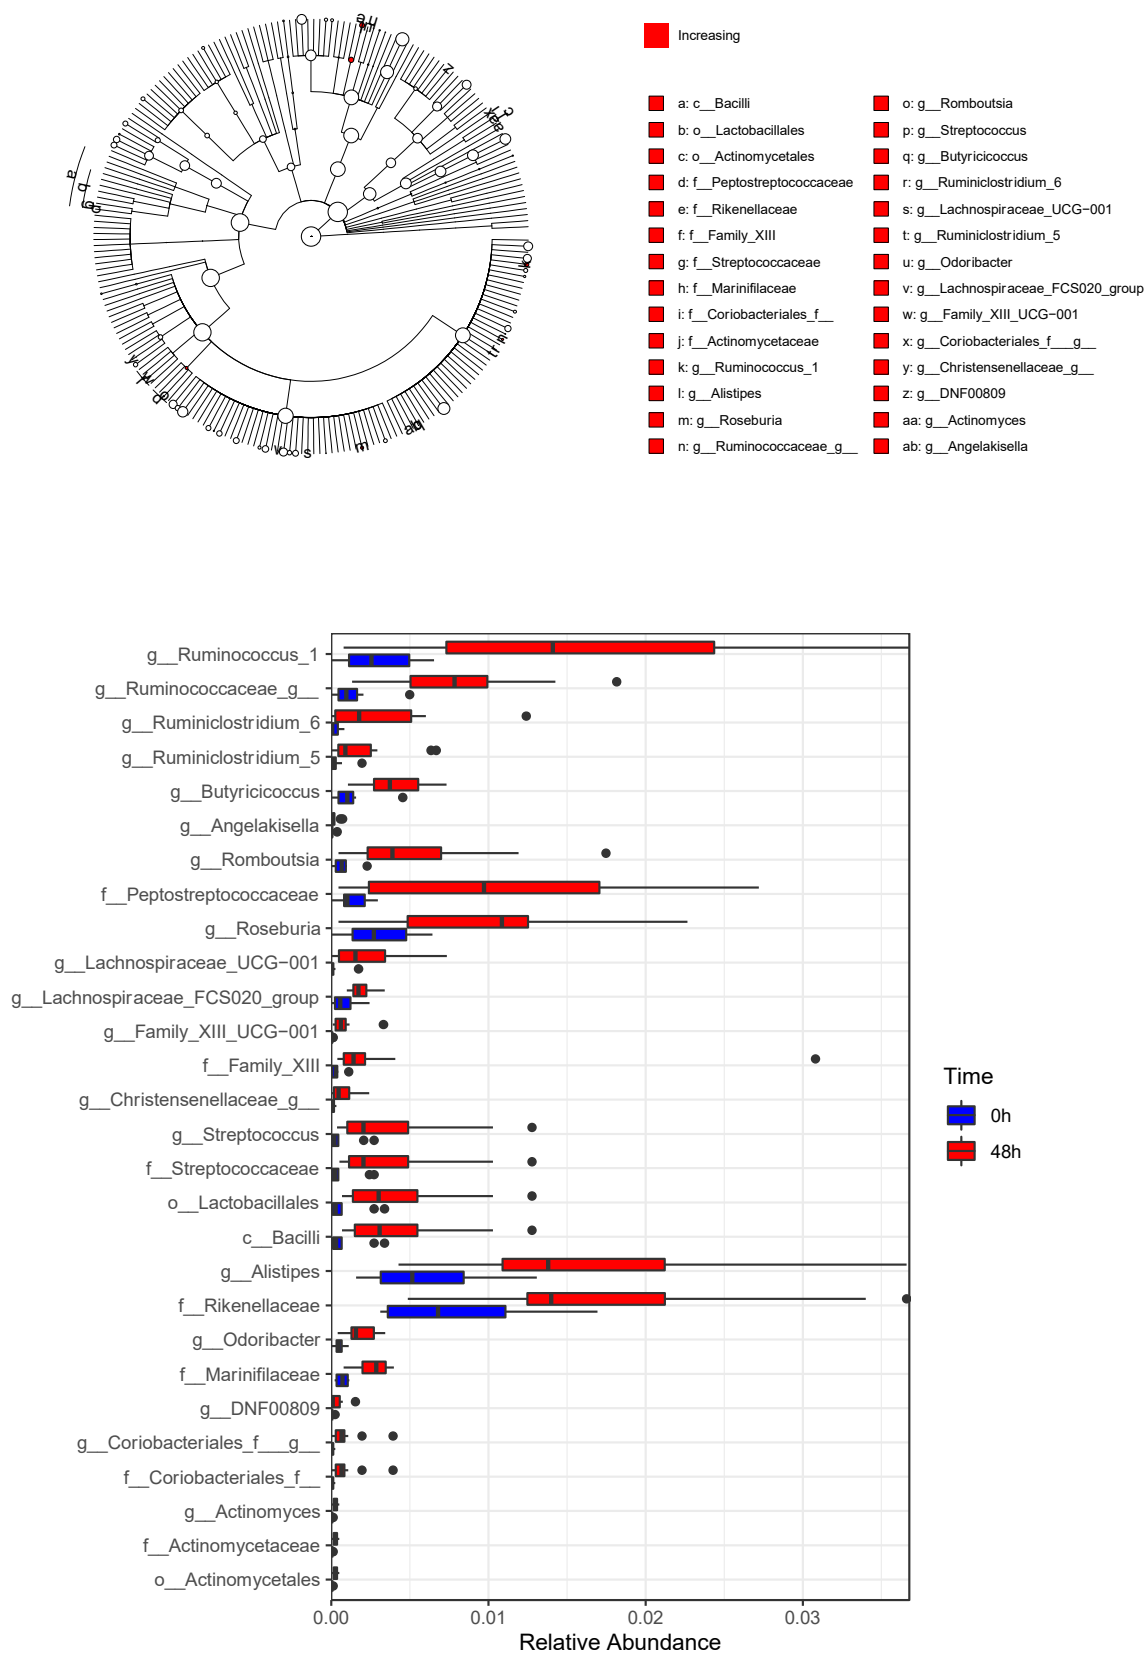 Increasing
a: c__Bacilli
b: o__Lactobacillales
c: o__Actinomycetales
d: f__Peptostreptococcaceae
e: f__Rikenellaceae
f: f__Family_XIII
g: f__Streptococcaceae
h: f__Marinifilaceae
i: f__Coriobacteriales_f__
j: f__Actinomycetaceae
k: g__Ruminococcus_1
l: g__Alistipes
m: g__Roseburia
n: g__Ruminococcaceae_g__
o: g__Romboutsia
p: g__Streptococcus
q: g__Butyricicoccus
r: g__Ruminiclostridium_6
s: g__Lachnospiraceae_UCG−001
t: g__Ruminiclostridium_5
u: g__Odoribacter
v: g__Lachnospiraceae_FCS020_group
w: g__Family_XIII_UCG−001
x: g__Coriobacteriales_f___g__
y: g__Christensenellaceae_g__
z: g__DNF00809
aa: g__Actinomyces
ab: g__Angelakisella
z
a
b
y
w
v
s
m
g__Ruminococcus_1
g__Ruminococcaceae_g__
g__Ruminiclostridium_6
g__Ruminiclostridium_5
g__Butyricicoccus
g__Angelakisella
g__Romboutsia
f__Peptostreptococcaceae
g__Roseburia
g__Lachnospiraceae_UCG−001
g__Lachnospiraceae_FCS020_group
g__Family_XIII_UCG−001
f__Family_XIII
g__Christensenellaceae_g__
g__Streptococcus
f__Streptococcaceae
o__Lactobacillales
c__Bacilli
g__Alistipes
f__Rikenellaceae
g__Odoribacter
f__Marinifilaceae
g__DNF00809
g__Coriobacteriales_f___g__
f__Coriobacteriales_f__
g__Actinomyces
f__Actinomycetaceae
o__Actinomycetales
0.00 0.01 0.02 0.03
Relative Abundance
Time
0h
48h